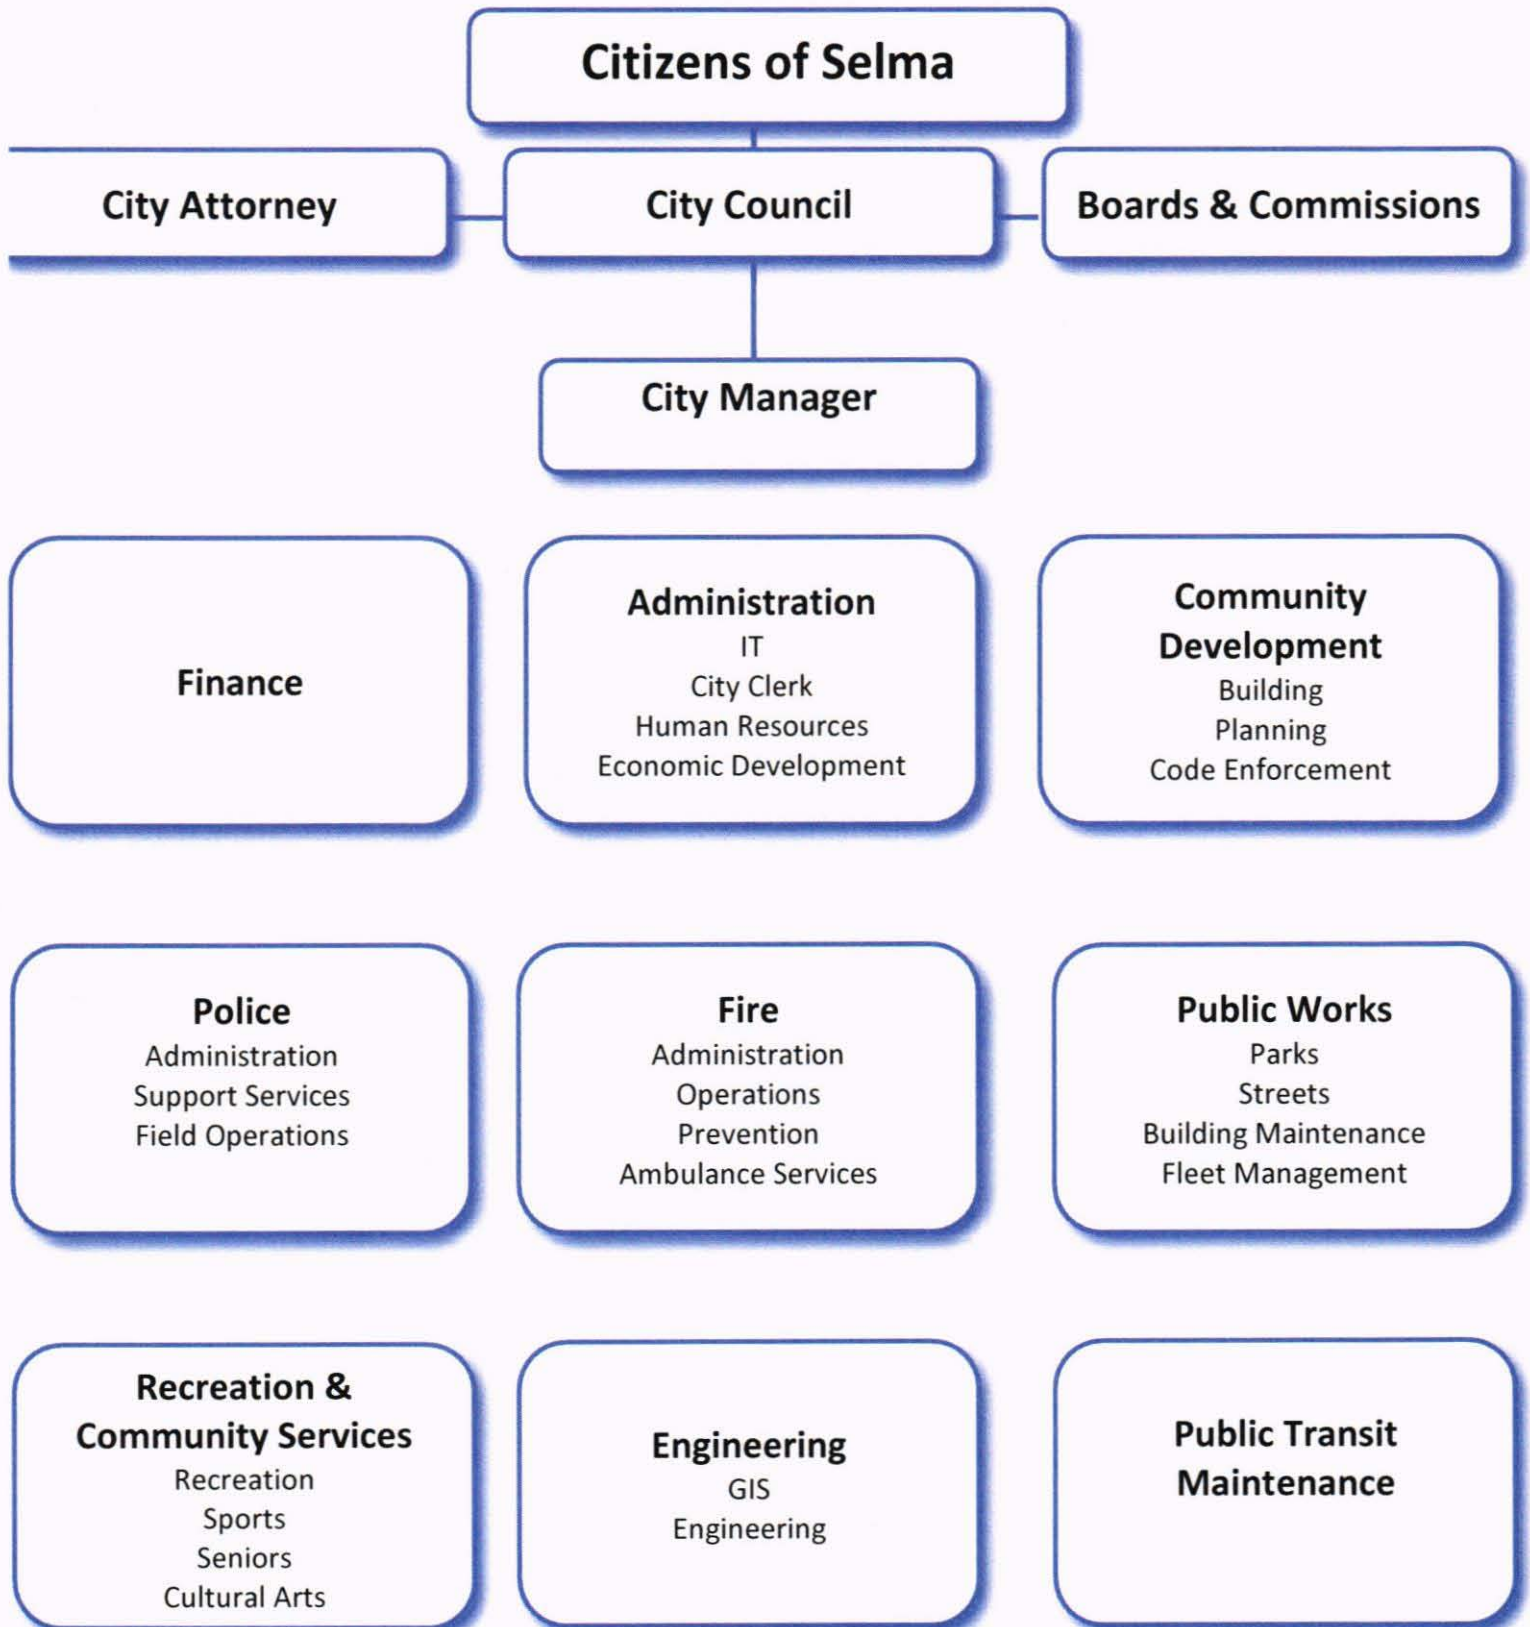 Citizens of Selma
City Attorney
City Council
Boards & Commissions
City Manager
Finance
Administration
IT
City Clerk
Human Resources
Economic Development
Community
Development
Building
Planning
Code Enforcement
Police
Administration
Support Services
Field Operations
Fire
Administration
Operations
Prevention
Ambulance Services
Public Works
Parks
Streets
Building Maintenance
Fleet Management
Recreation &
Community Services
Recreation
Sports
Seniors
Cultural Arts
Engineering
GIS
Engineering
Public Transit
Maintenance